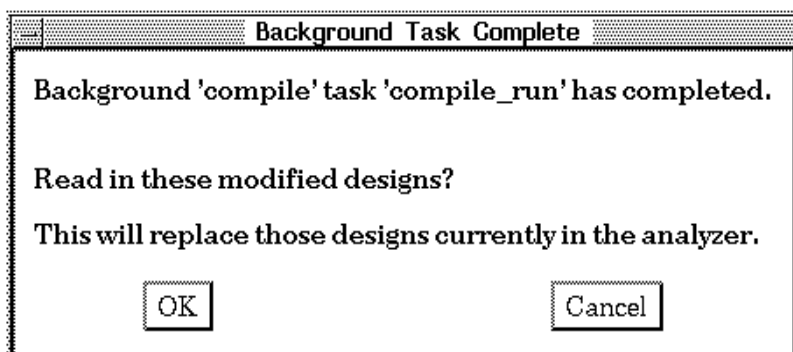 Background Task Complete
Background 'compile' task 'compile_run' has completed.
Read in these modified designs?
This will replace those designs currently in the analyzer.
OK Cancel